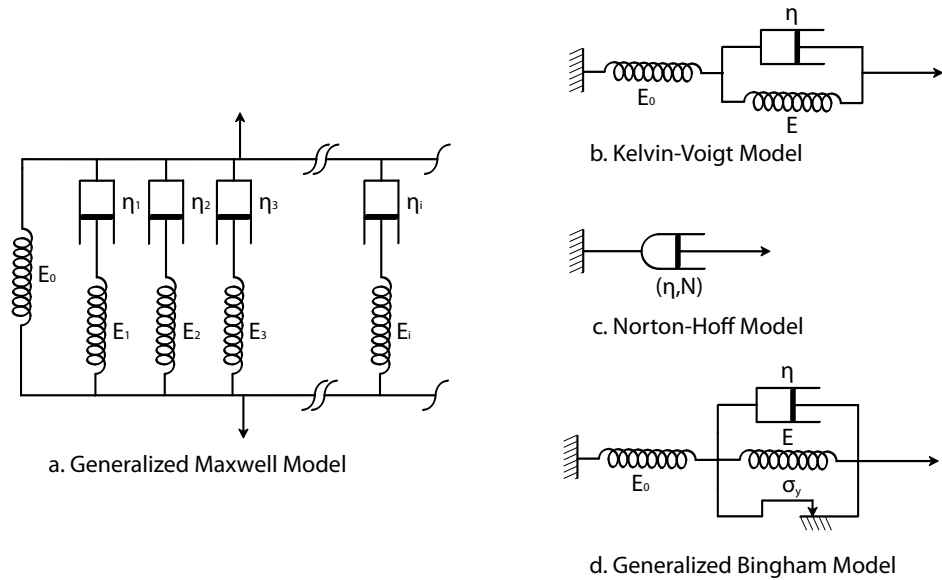 E₀
η₁
η₂
η₃
ηᵢ
E₁
E₂
E₃
Eᵢ
a. Generalized Maxwell Model
η
E₀
E
b. Kelvin-Voigt Model
(η,N)
c. Norton-Hoff Model
η
E
E₀
σᵧ
d. Generalized Bingham Model